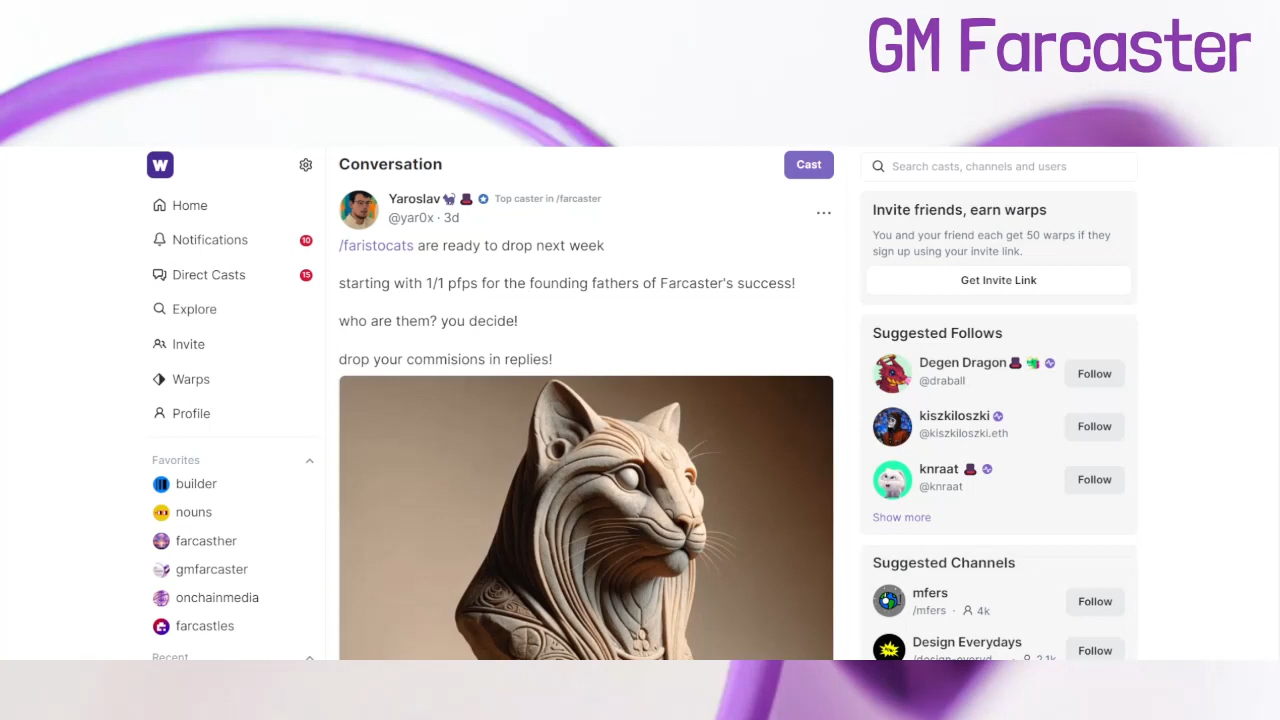 GM Farcaster
W
Home
Notifications 10
Direct Casts 15
Explore
Invite
Warps
Profile
Favorites
builder
nouns
farcasther
gmfarcaster
onchainmedia
farcastles
Recent
Conversation
Cast
Yaroslav Top caster in /farcaster
@yar0x · 3d
/faristocats are ready to drop next week
starting with 1/1 pfps for the founding fathers of Farcaster's success!
who are them? you decide!
drop your commisions in replies!
Search casts, channels and users
Invite friends, earn warps
You and your friend each get 50 warps if they
sign up using your invite link.
Get Invite Link
Suggested Follows
Degen Dragon
@draball
Follow
kiszkiloszki
@kiszkiloszki.eth
Follow
knraat
@knraat
Follow
Show more
Suggested Channels
mfers
/mfers · 4k
Follow
Design Everydays
/design-everyd... · 2.1k
Follow